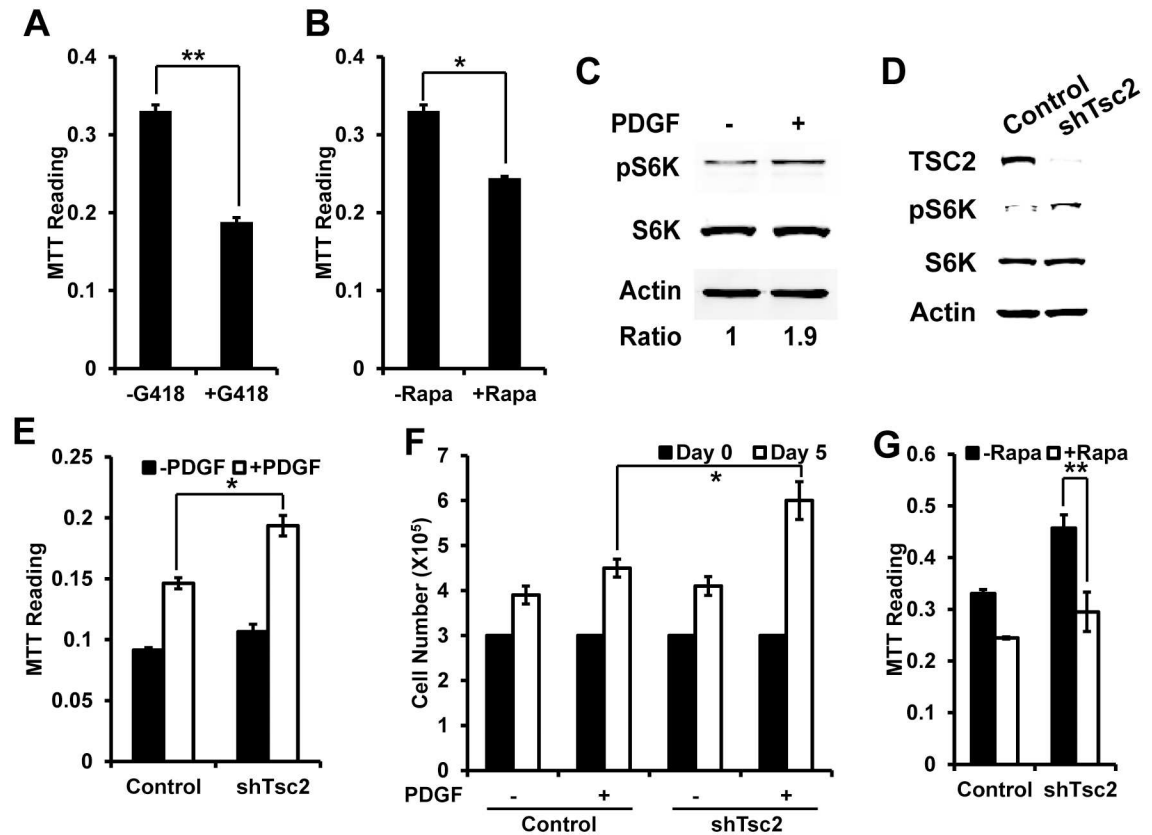 A
0.4
0.3
0.2
0.1
0
MTT Reading
**
-G418 +G418
B
0.4
0.3
0.2
0.1
0
MTT Reading
*
-Rapa +Rapa
C
PDGF - +
pS6K
S6K
Actin
Ratio 1 1.9
D
Control shTsc2
TSC2
pS6K
S6K
Actin
E
0.25
0.2
0.15
0.1
0.05
0
MTT Reading
-PDGF +PDGF
*
Control shTsc2
F
7
6
5
4
3
2
1
0
Cell Number (X10⁵)
Day 0 Day 5
*
PDGF - + - +
Control shTsc2
G
0.6
0.5
0.4
0.3
0.2
0.1
0
MTT Reading
-Rapa +Rapa
**
Control shTsc2